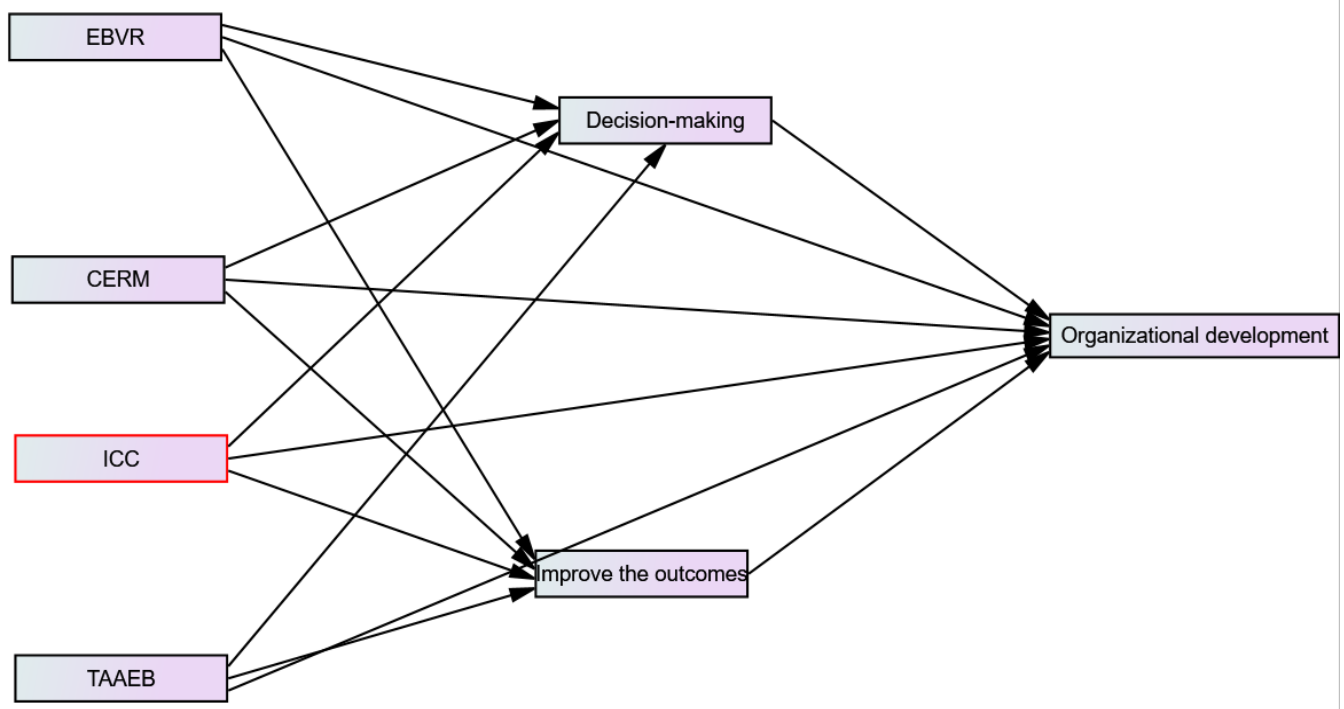 EBVR
Decision-making
CERM
Organizational development
ICC
Improve the outcomes
TAAEB